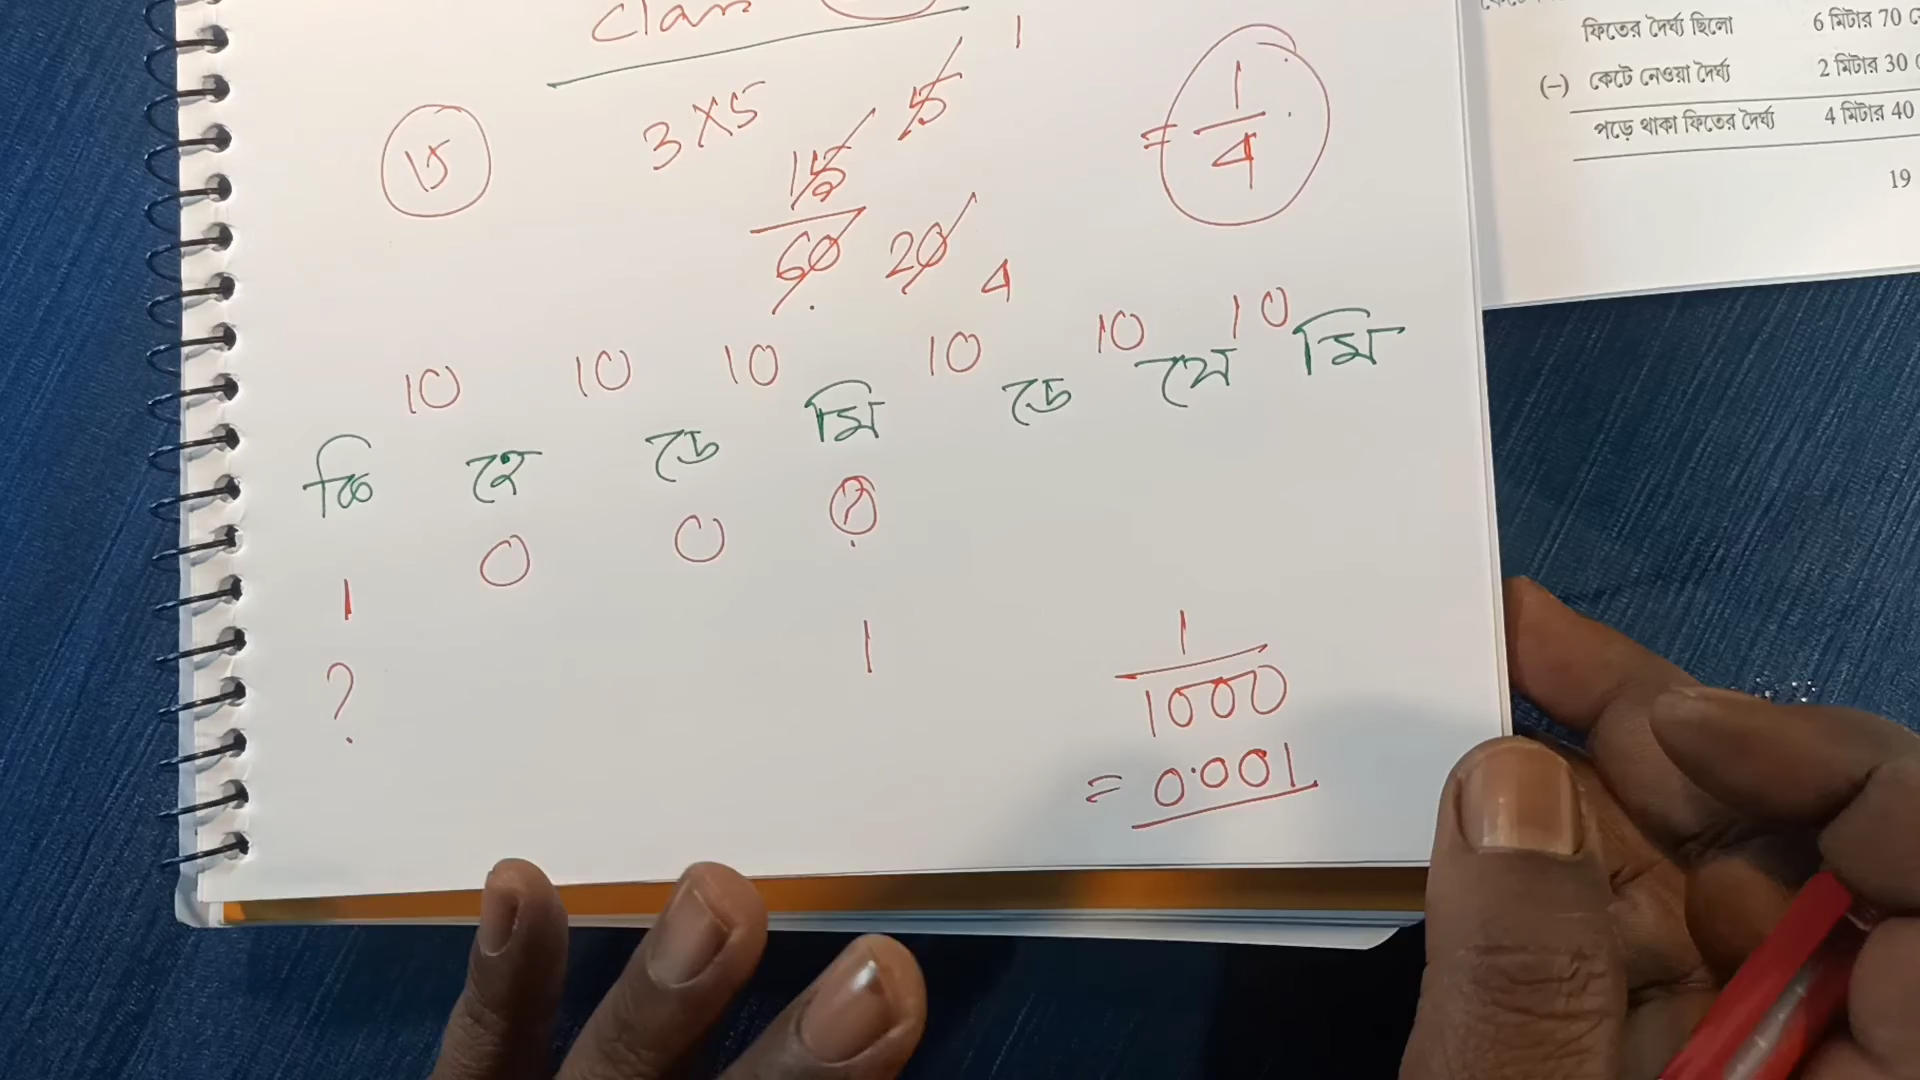 Class
15
3 X 5
15 5 1
60 20 4
= 1/4
10 10 10 10 10 10
কি হে ডে মি ডে সে মি
1 0 0 ?
? 1
1/1000
= 0.001
ফিতের দৈর্ঘ্য ছিলো 6 মিটার 70
(-) কেটে নেওয়া দৈর্ঘ্য 2 মিটার 30
পড়ে থাকা ফিতের দৈর্ঘ্য 4 মিটার 40
19